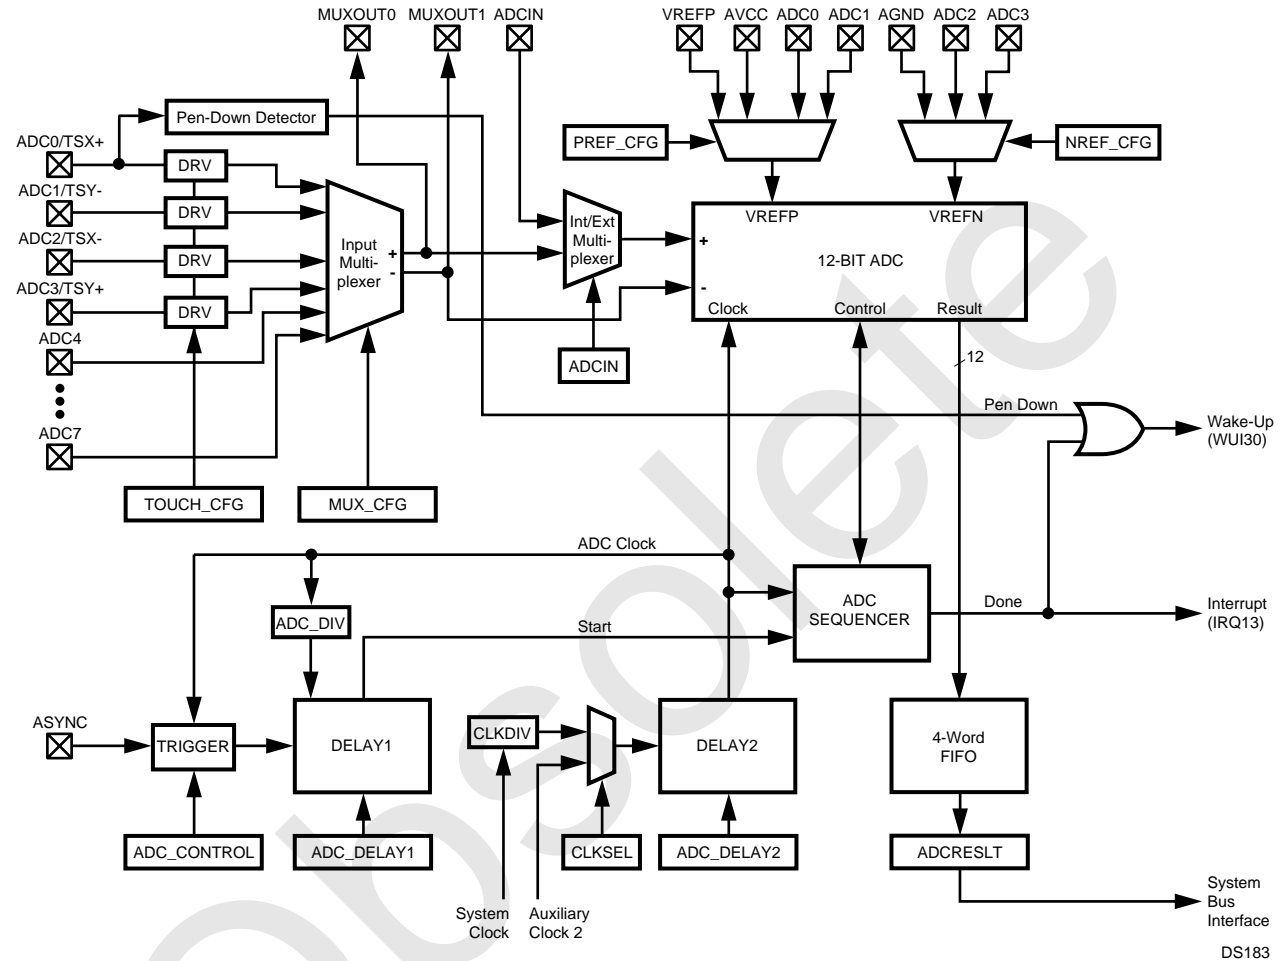 MUXOUT0 MUXOUT1 ADCIN VREFP AVCC ADC0 ADC1 AGND ADC2 ADC3
Pen-Down Detector
PREF_CFG
NREF_CFG
ADC0/TSX+
DRV
ADC1/TSY-
DRV
ADC2/TSX-
DRV
ADC3/TSY+
DRV
ADC4
ADC7
Input
Multi-
plexer
+
-
Int/Ext
Multi-
plexer
VREFP
VREFN
+
12-BIT ADC
-
Clock
Control
Result
ADCIN
12
Pen Down
Wake-Up
(WUI30)
TOUCH_CFG
MUX_CFG
ADC Clock
ADC_DIV
Start
ADC
SEQUENCER
Done
Interrupt
(IRQ13)
ASYNC
TRIGGER
DELAY1
CLKDIV
DELAY2
4-Word
FIFO
ADC_CONTROL
ADC_DELAY1
CLKSEL
ADC_DELAY2
ADCRESLT
System
Clock
Auxiliary
Clock 2
System
Bus
Interface
DS183
Obsolete